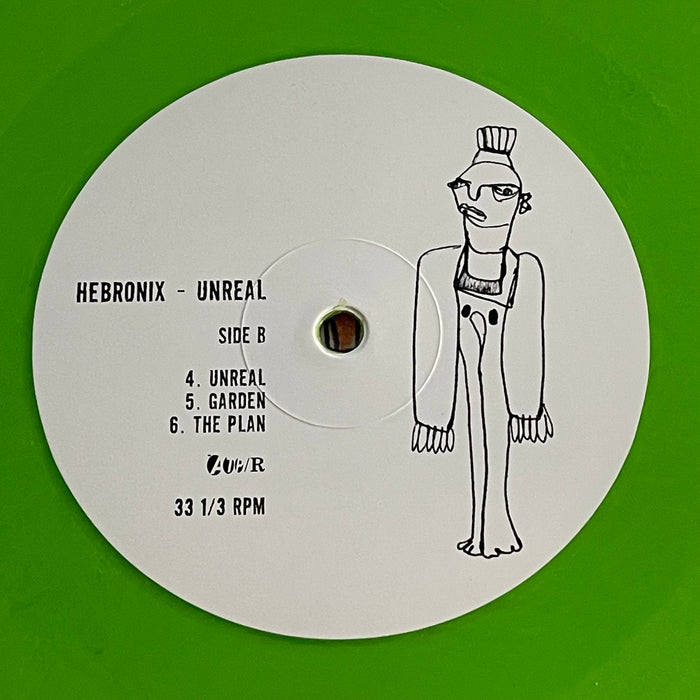 HEBRONIX - UNREAL
SIDE B
4. UNREAL
5. GARDEN
6. THE PLAN
33 1/3 RPM